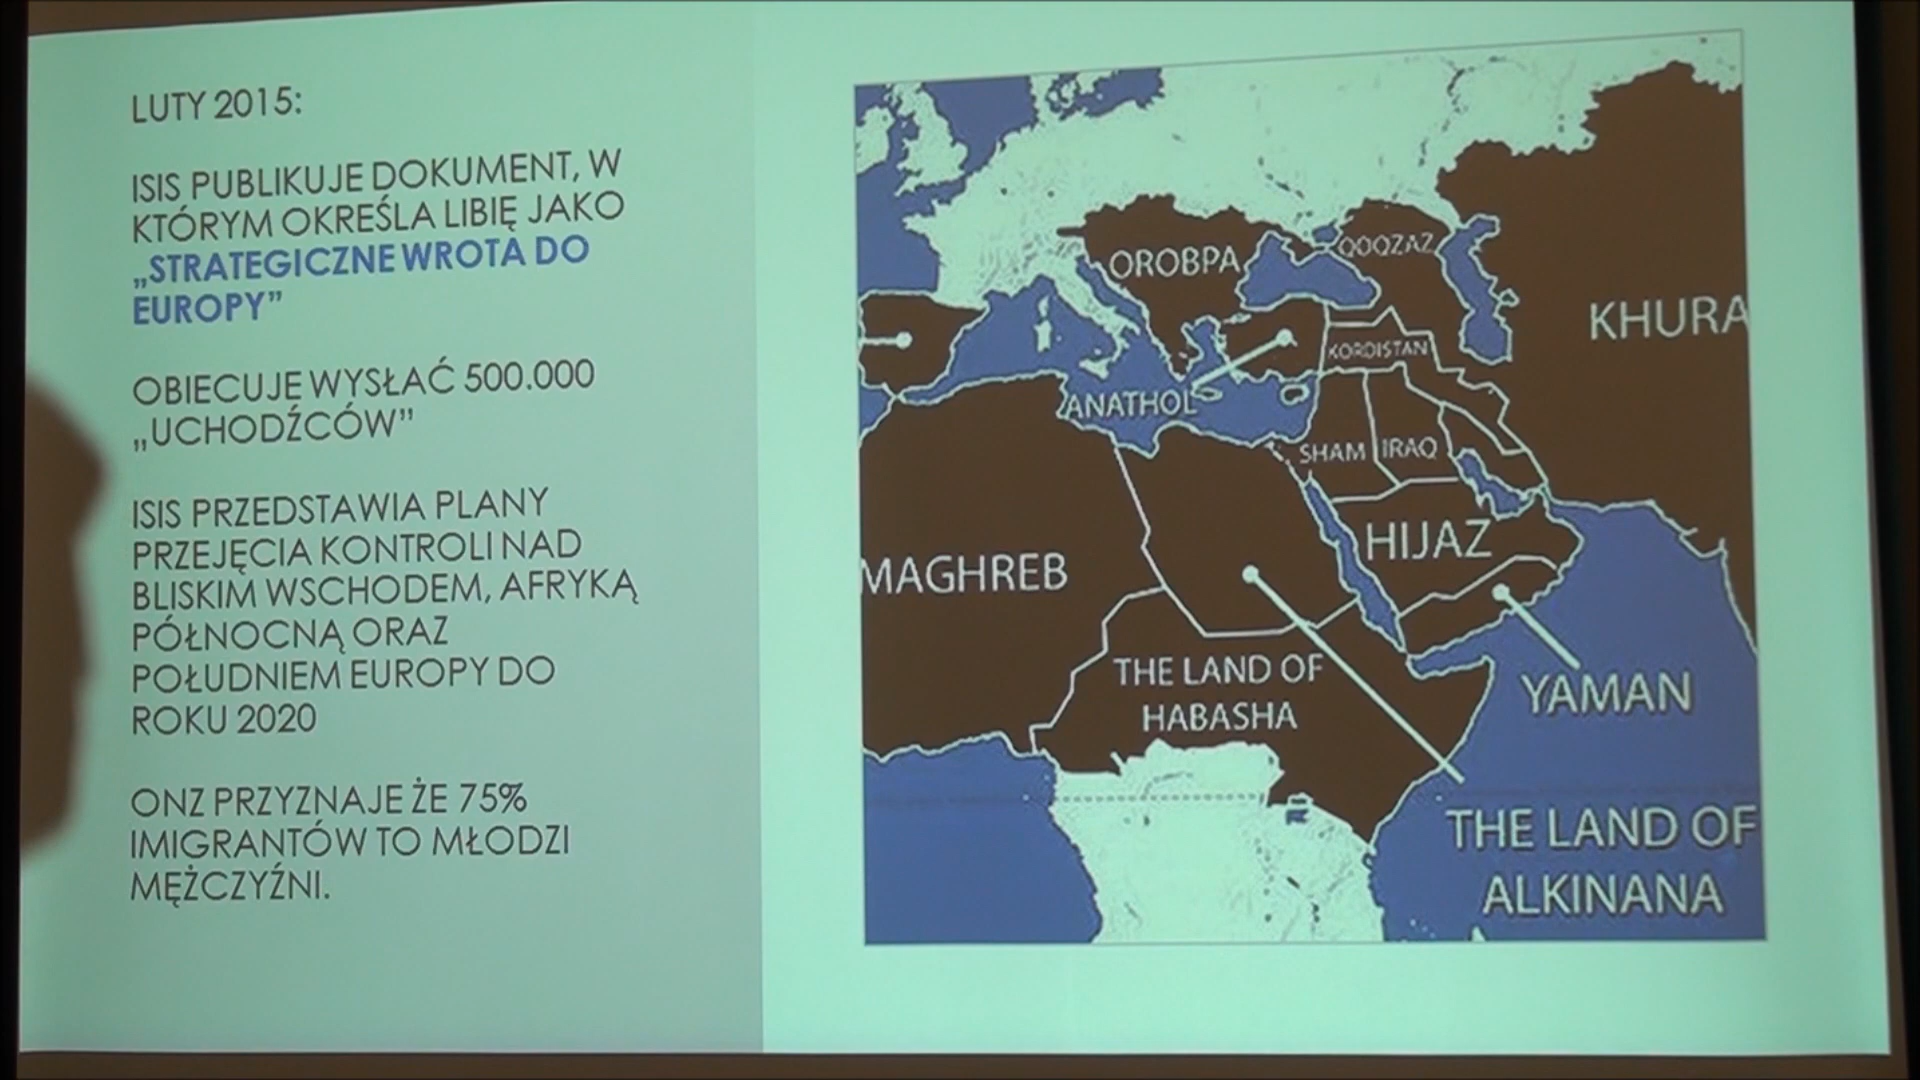 LUTY 2015:
ISIS PUBLIKUJE DOKUMENT, W
KTÓRYM OKREŚLA LIBIĘ JAKO
„STRATEGICZNE WROTA DO
EUROPY”
OBIECUJE WYSŁAĆ 500.000
„UCHODŹCÓW”
ISIS PRZEDSTAWIA PLANY
PRZEJĘCIA KONTROLI NAD
BLISKIM WSCHODEM, AFRYKĄ
PÓŁNOCNĄ ORAZ
POŁUDNIEM EUROPY DO
ROKU 2020
ONZ PRZYZNAJE ŻE 75%
IMIGRANTÓW TO MŁODZI
MĘŻCZYŹNI.
OROBPA
QOQZAZ
KHURA
KORDISTAN
ANATHOL
SHAM
IRAQ
HIJAZ
MAGHREB
THE LAND OF
HABASHA
YAMAN
THE LAND OF
ALKINANA